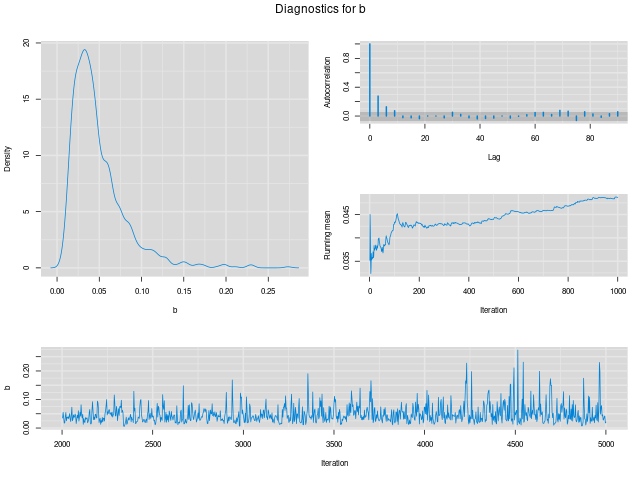 Diagnostics for b
Density
20
15
10
5
0
0.00 0.05 0.10 0.15 0.20 0.25
b
Autocorrelation
0.8
0.4
0.0
0 20 40 60 80
Lag
Running mean
0.045
0.035
0 200 400 600 800 1000
Iteration
b
0.20
0.10
0.00
2000 2500 3000 3500 4000 4500 5000
Iteration